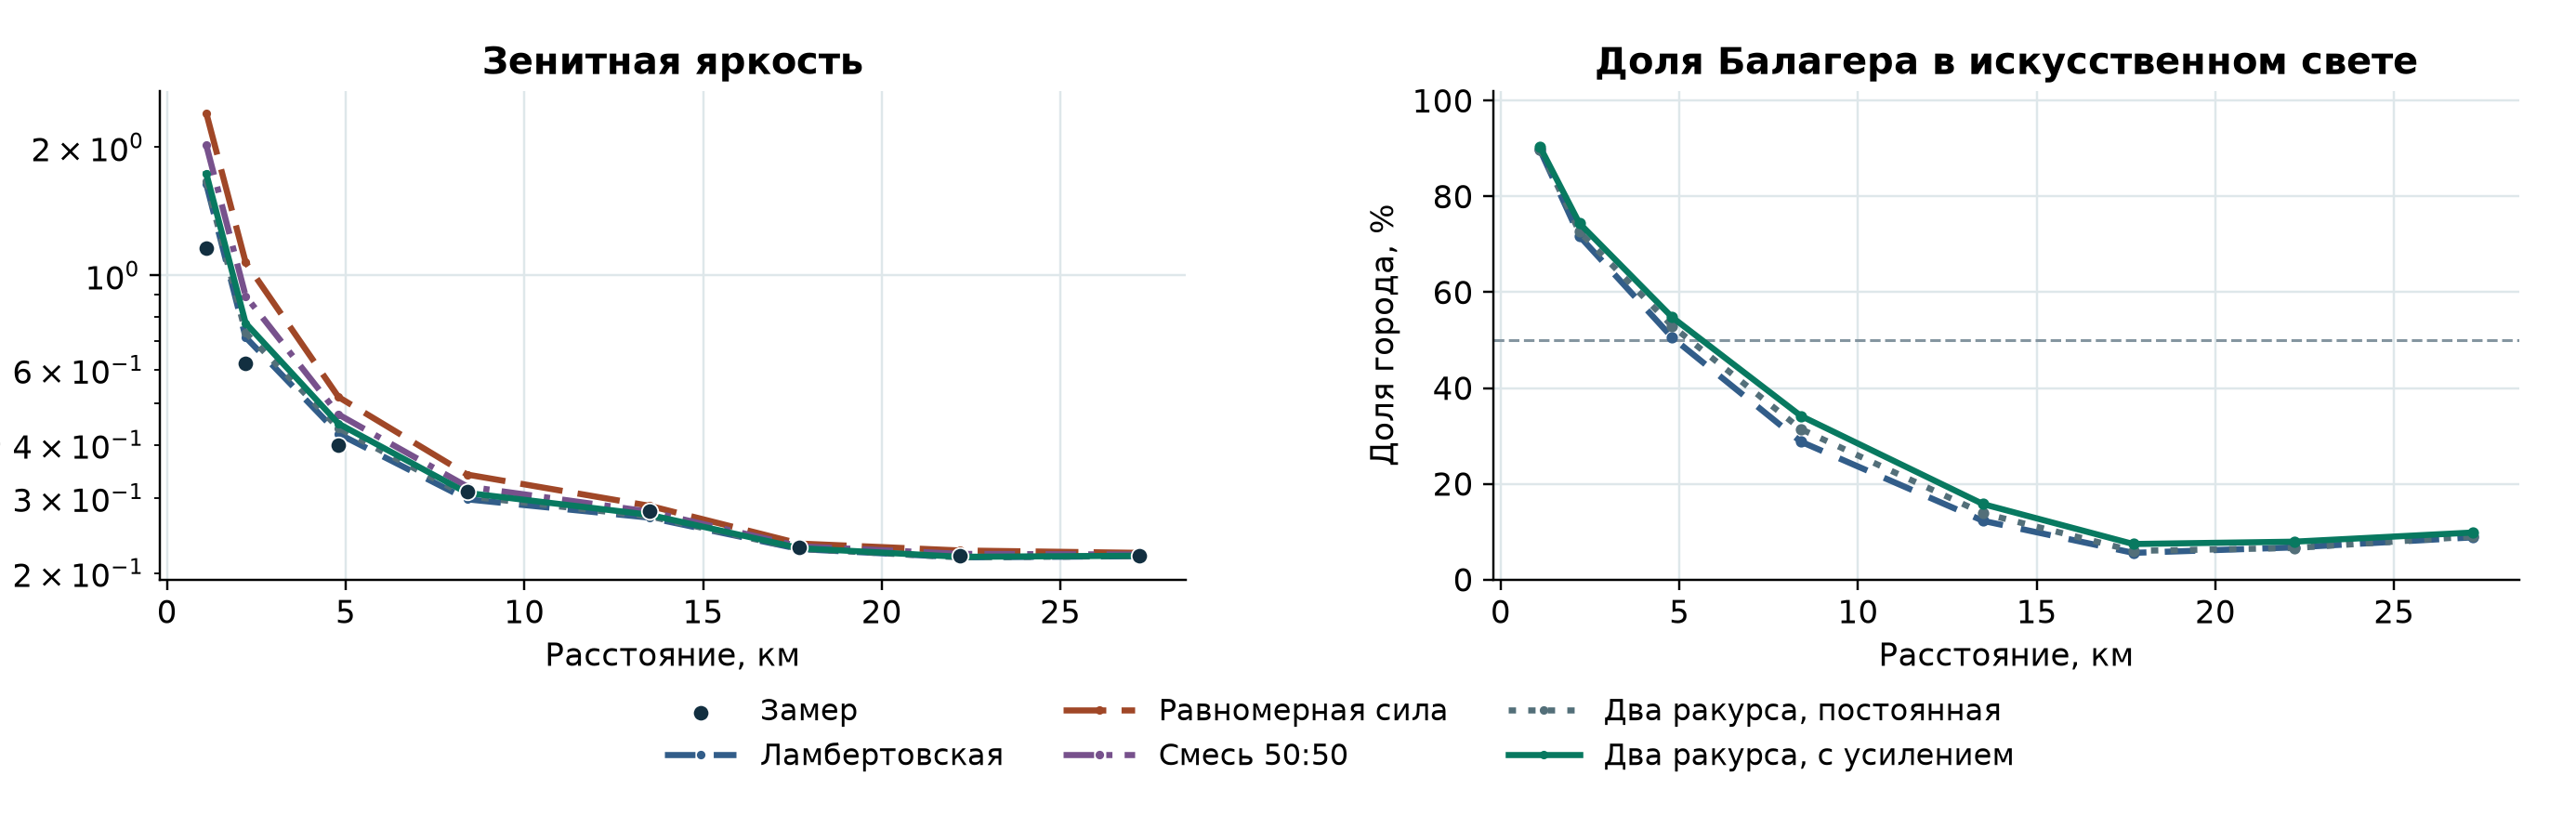 Зенитная яркость
2 × 10⁰
10⁰
6 × 10⁻¹
4 × 10⁻¹
3 × 10⁻¹
2 × 10⁻¹
0 5 10 15 20 25
Расстояние, км
Доля Балагера в искусственном свете
Доля города, %
100
80
60
40
20
0
0 5 10 15 20 25
Расстояние, км
Замер
Ламбертовская
Равномерная сила
Смесь 50:50
Два ракурса, постоянная
Два ракурса, с усилением